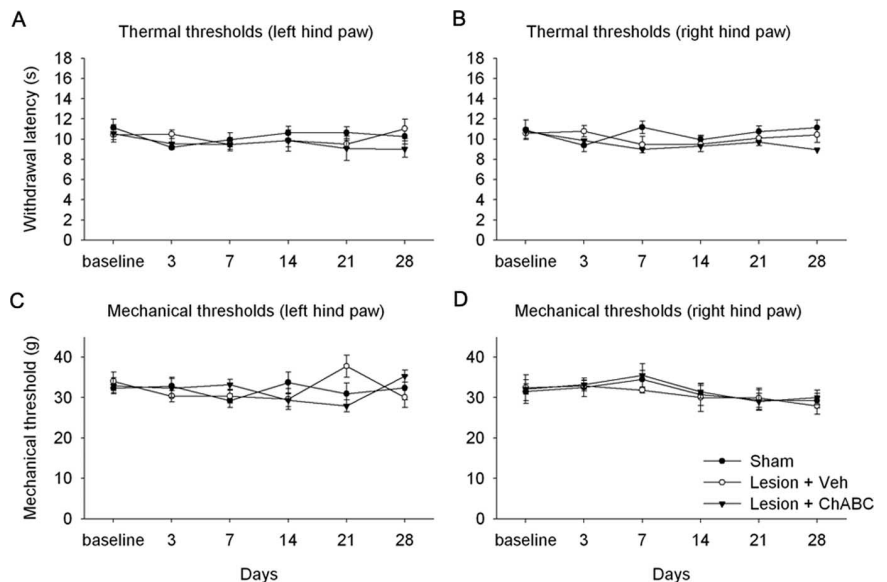 A
Thermal thresholds (left hind paw)
Withdrawal latency (s)
18
16
14
12
10
8
6
4
2
0
baseline 3 7 14 21 28
B
Thermal thresholds (right hind paw)
18
16
14
12
10
8
6
4
2
0
baseline 3 7 14 21 28
C
Mechanical thresholds (left hind paw)
Mechanical threshold (g)
40
30
20
10
0
baseline 3 7 14 21 28
Days
D
Mechanical thresholds (right hind paw)
40
30
20
10
0
Sham
Lesion + Veh
Lesion + ChABC
baseline 3 7 14 21 28
Days